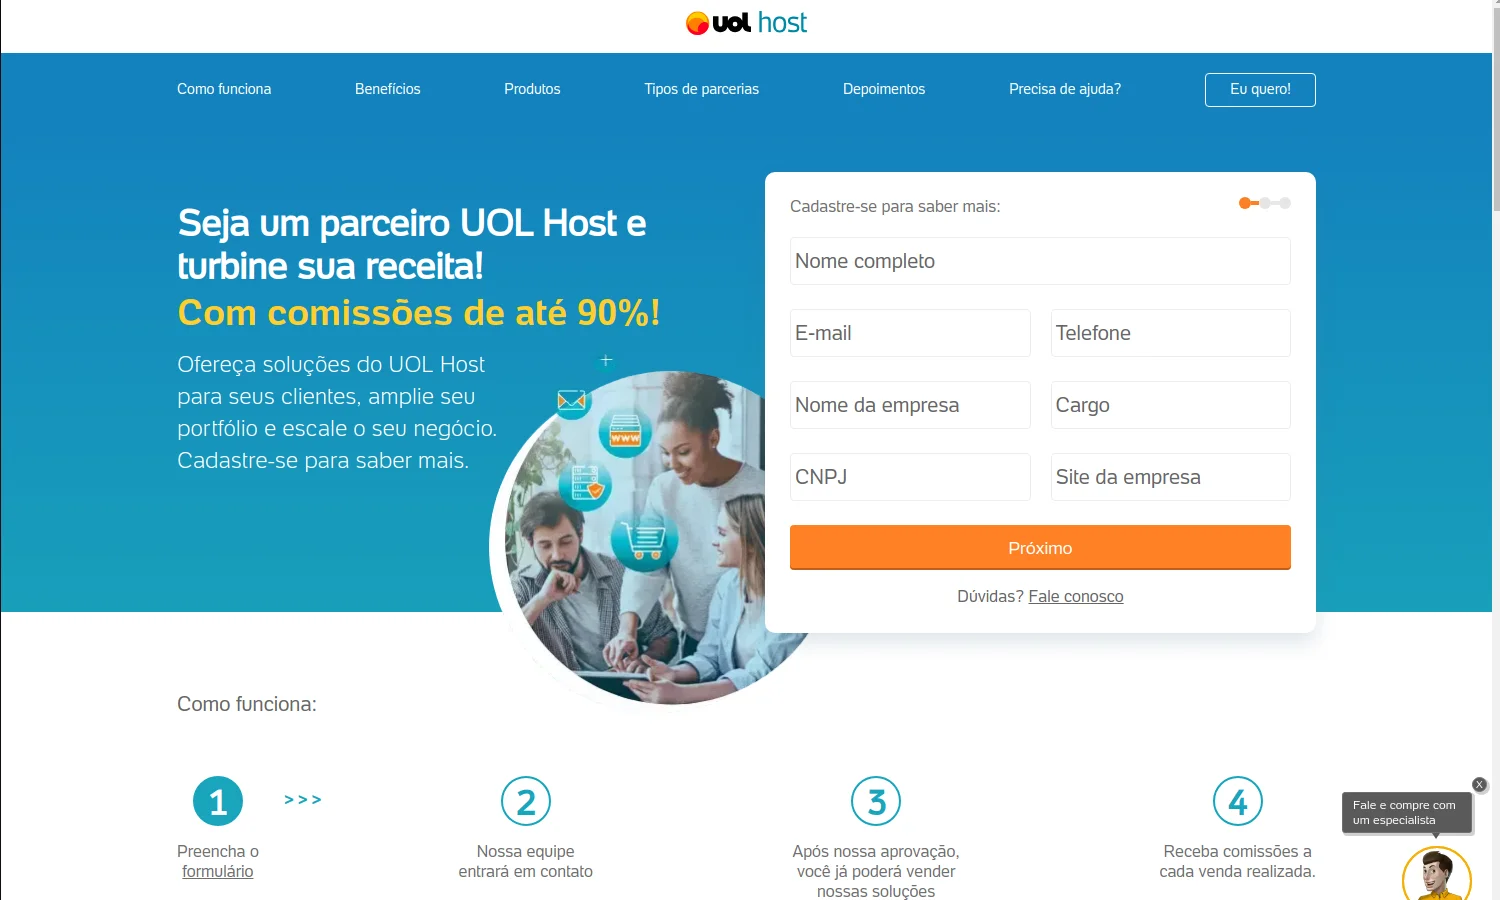 uol host
Como funciona
Benefícios
Produtos
Tipos de parcerias
Depoimentos
Precisa de ajuda?
Eu quero!
Seja um parceiro UOL Host e
turbine sua receita!
Com comissões de até 90%!
Ofereça soluções do UOL Host
para seus clientes, amplie seu
portfólio e escale o seu negócio.
Cadastre-se para saber mais.
www
Cadastre-se para saber mais:
Nome completo
E-mail
Telefone
Nome da empresa
Cargo
CNPJ
Site da empresa
Próximo
Dúvidas? Fale conosco
Como funciona:
1
>>>
Preencha o
formulário
2
Nossa equipe
entrará em contato
3
Após nossa aprovação,
você já poderá vender
nossas soluções
4
Receba comissões a
cada venda realizada.
X
Fale e compre com
um especialista